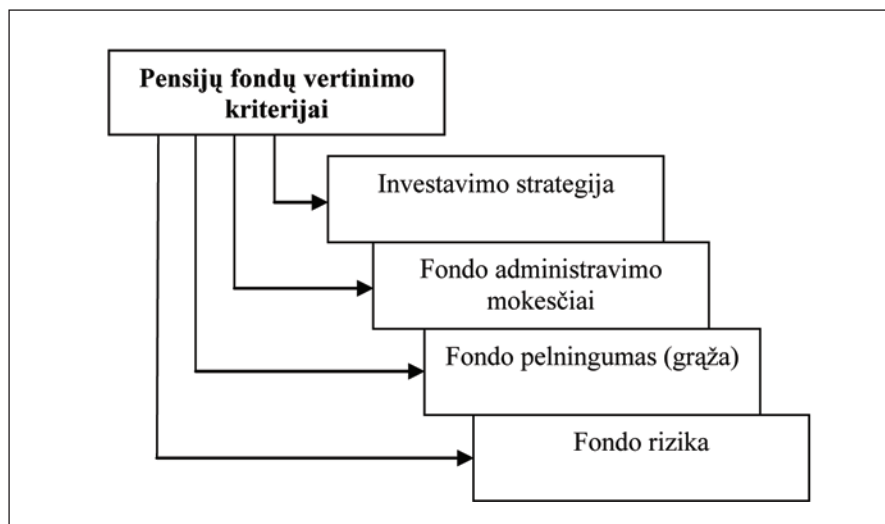 Pensijų fondų vertinimo
kriterijai
Investavimo strategija
Fondo administravimo
mokesčiai
Fondo pelningumas (grąža)
Fondo rizika